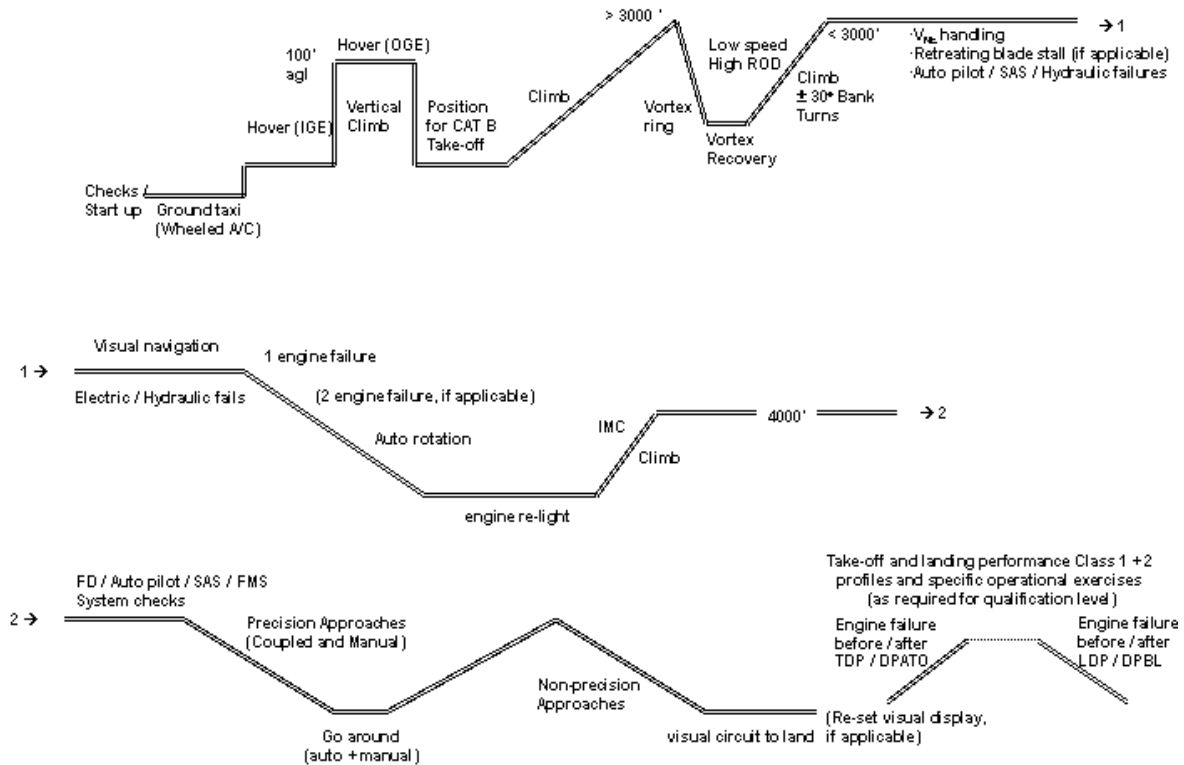 > 3000'
100'
agl
Hover (OGE)
Low speed
High ROD
< 3000'
→ 1
·VNE handling
·Retreating blade stall (if applicable)
·Auto pilot / SAS / Hydraulic failures
Climb
Climb
± 30° Bank
Turns
Vertical
Climb
Position
for CAT B
Take-off
Vortex
ring
Hover (IGE)
Vortex
Recovery
Checks /
Start up
Ground taxi
(Wheeled A/C)
Visual navigation
1 engine failure
1 →
Electric / Hydraulic fails
(2 engine failure, if applicable)
Auto rotation
IMC
Climb
4000'
→ 2
engine re-light
Take-off and landing performance Class 1 + 2
profiles and specific operational exercises
(as required for qualification level)
FD / Auto pilot / SAS / FMS
System checks
2 →
Precision Approaches
(Coupled and Manual)
Engine failure
before / after
TDP / DPATO
Engine failure
before / after
LDP / DPBL
Non-precision
Approaches
Go around
(auto + manual)
visual circuit to land
(Re-set visual display,
if applicable)